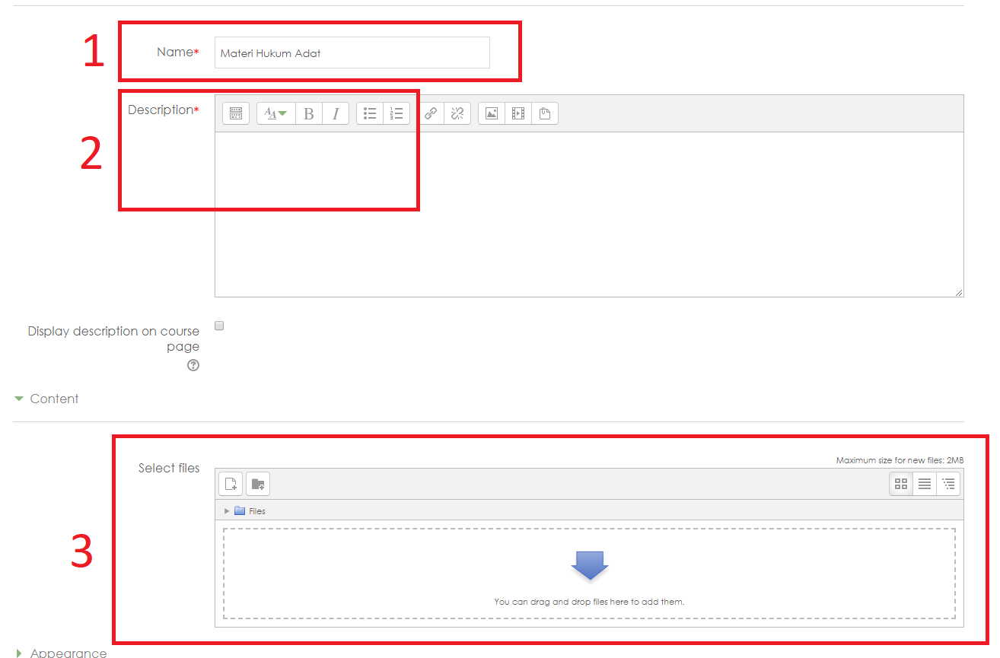 1
Name*
Materi Hukum Adat
Description*
2
Display description on course
page
Content
Maximum size for new files: 2MB
Select files
Files
3
You can drag and drop files here to add them.
Appearance